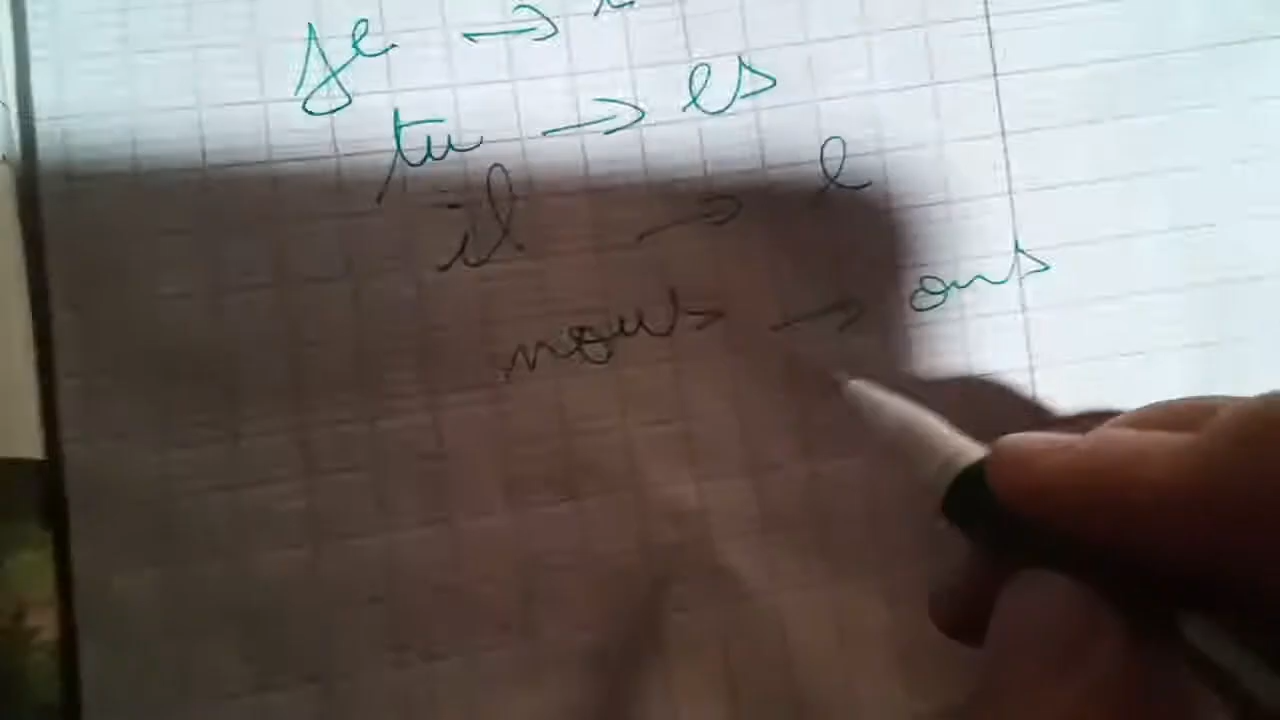 je →
tu → es
il → e
nous → ons